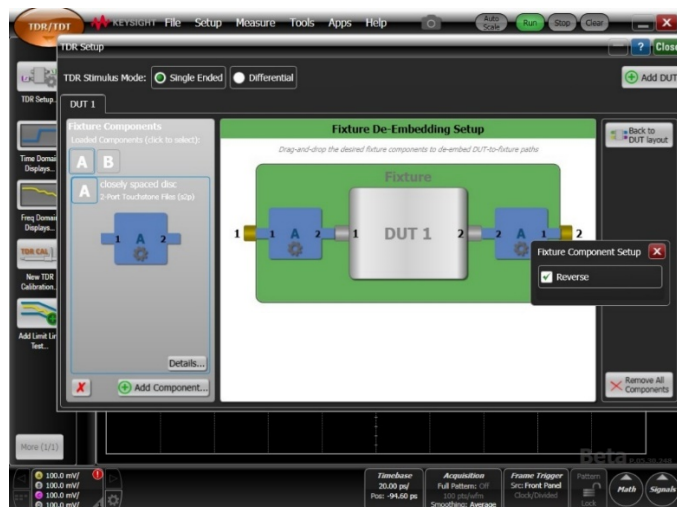 TDR/TDT
KEYSIGHT File Setup Measure Tools Apps Help
Auto Scale
Run Stop Clear
TDR Setup
? Close
TDR Stimulus Mode: Single Ended Differential
Add DUT
DUT 1
TDR Setup...
Time Domain Displays...
Freq Domain Displays...
TDR CAL
New TDR Calibration...
Add Limit Line Test...
More (1/1)
Fixture Components
Loaded Components (click to select):
A B
A closely spaced disc
2-Port Touchstone Files (s2p)
1 A 2
Details...
Add Component...
Fixture De-Embedding Setup
Drag-and-drop the desired fixture components to de-embed DUT-to-fixture paths
Fixture
1 1 A 2 1 DUT 1 2 2 A 1 2
Back to
DUT layout
Fixture Component Setup
Reverse
Remove All
Components
Beta
100.0 mV/
100.0 mV/
100.0 mV/
100.0 mV/
Timebase
20.00 ps/
Pos: -94.60 ps
Acquisition
Full Pattern: Off
100 pts/wfm
Smoothing: Average
Frame Trigger
Src: Front Panel
Clock/Divided
Pattern
Lock
Math
Signals